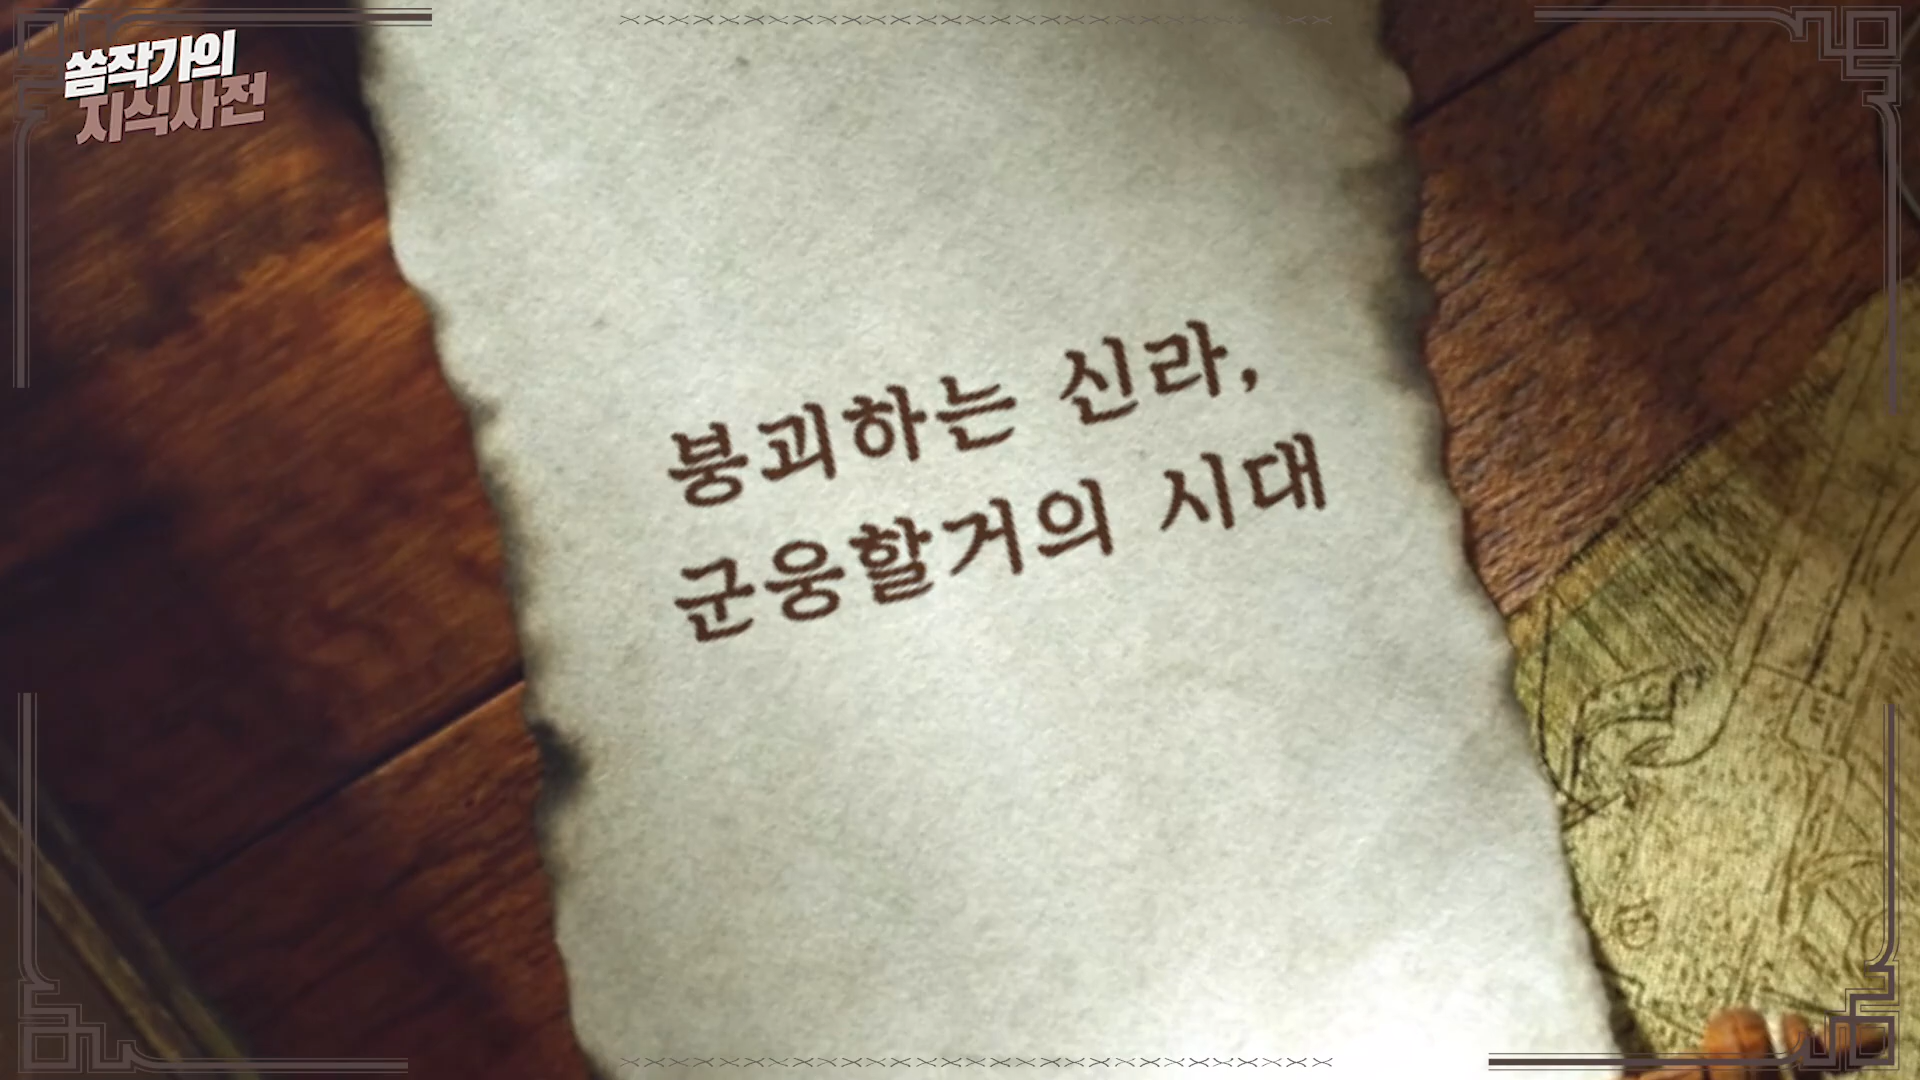 쏨작가의
지식사전
붕괴하는 신라,
군웅할거의 시대